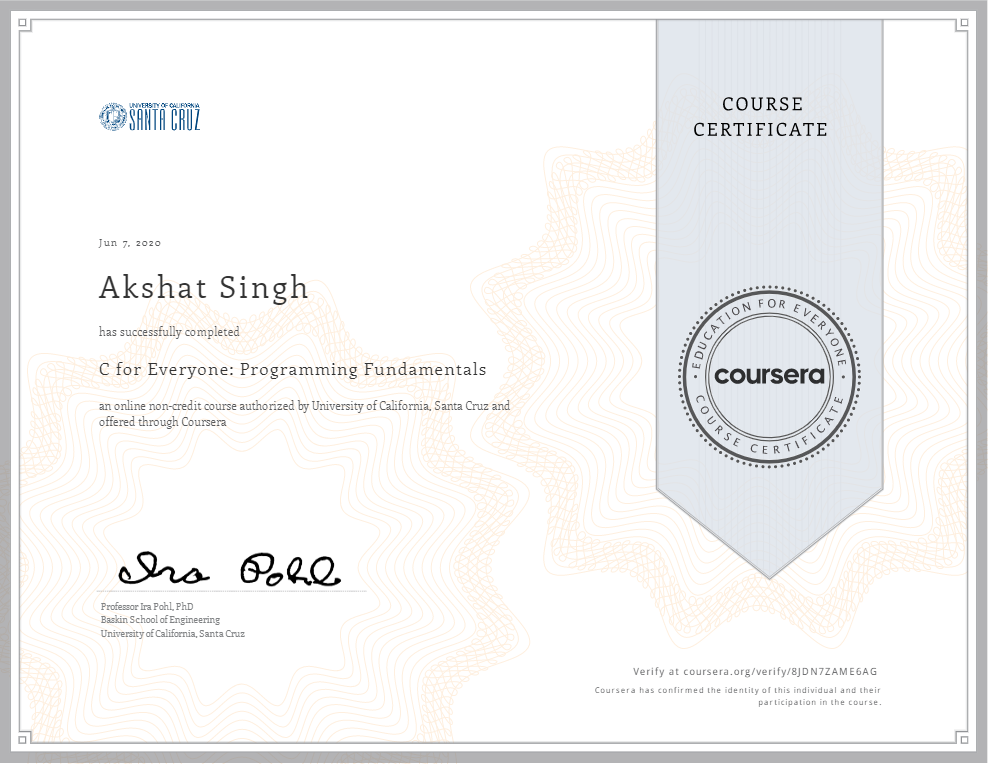 UNIVERSITY OF CALIFORNIA
SANTA CRUZ
COURSE
CERTIFICATE
Jun 7, 2020
Akshat Singh
has successfully completed
C for Everyone: Programming Fundamentals
an online non-credit course authorized by University of California, Santa Cruz and
offered through Coursera
EDUCATION FOR EVERYONE
coursera
COURSE CERTIFICATE
Ira Pohl
Professor Ira Pohl, PhD
Baskin School of Engineering
University of California, Santa Cruz
Verify at coursera.org/verify/8JDN7ZAME6AG
Coursera has confirmed the identity of this individual and their
participation in the course.